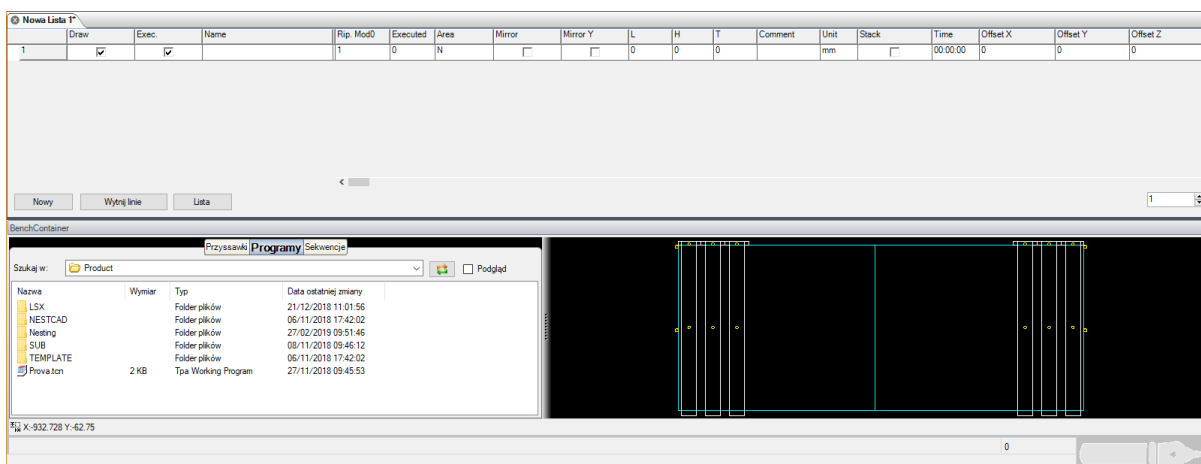 Nowa Lista 1*
Draw Exec. Name Rip. Mod0 Executed Area Mirror Mirror Y L H T Comment Unit Stack Time Offset X Offset Y Offset Z
1 1 0 N 0 0 0 mm 00:00:00 0 0 0
Nowy Wytnij linie Lista 1
BenchContainer
Przyssawki Programy Sekwencje
Szukaj w: Product Podgląd
Nazwa Wymiar Typ Data ostatniej zmiany
LSX Folder plików 21/12/2018 11:01:56
NESTCAD Folder plików 06/11/2018 17:42:02
Nesting Folder plików 27/02/2019 09:51:46
SUB Folder plików 08/11/2018 09:46:12
TEMPLATE Folder plików 06/11/2018 17:42:02
Prova.tcn 2 KB Tpa Working Program 27/11/2018 09:45:53
X:-932.728 Y:-62.75
0